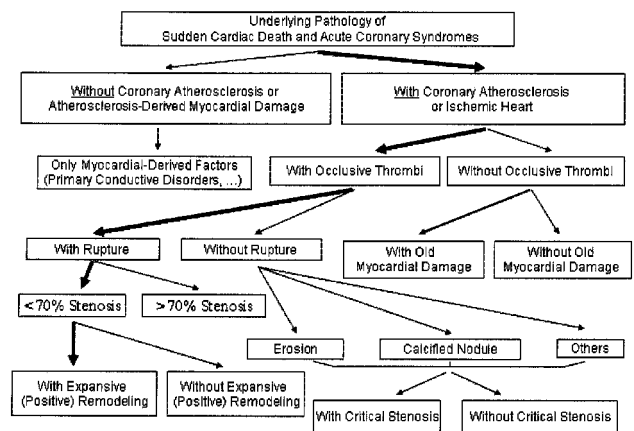 Underlying Pathology of
Sudden Cardiac Death and Acute Coronary Syndromes
Without Coronary Atherosclerosis or
Atherosclerosis-Derived Myocardial Damage
With Coronary Atherosclerosis
or Ischemic Heart
Only Myocardial-Derived Factors
(Primary Conductive Disorders, ...)
With Occlusive Thrombi
Without Occlusive Thrombi
With Rupture
Without Rupture
With Old
Myocardial Damage
Without Old
Myocardial Damage
<70% Stenosis
>70% Stenosis
Erosion
Calcified Nodule
Others
With Expansive
(Positive) Remodeling
Without Expansive
(Positive) Remodeling
With Critical Stenosis
Without Critical Stenosis